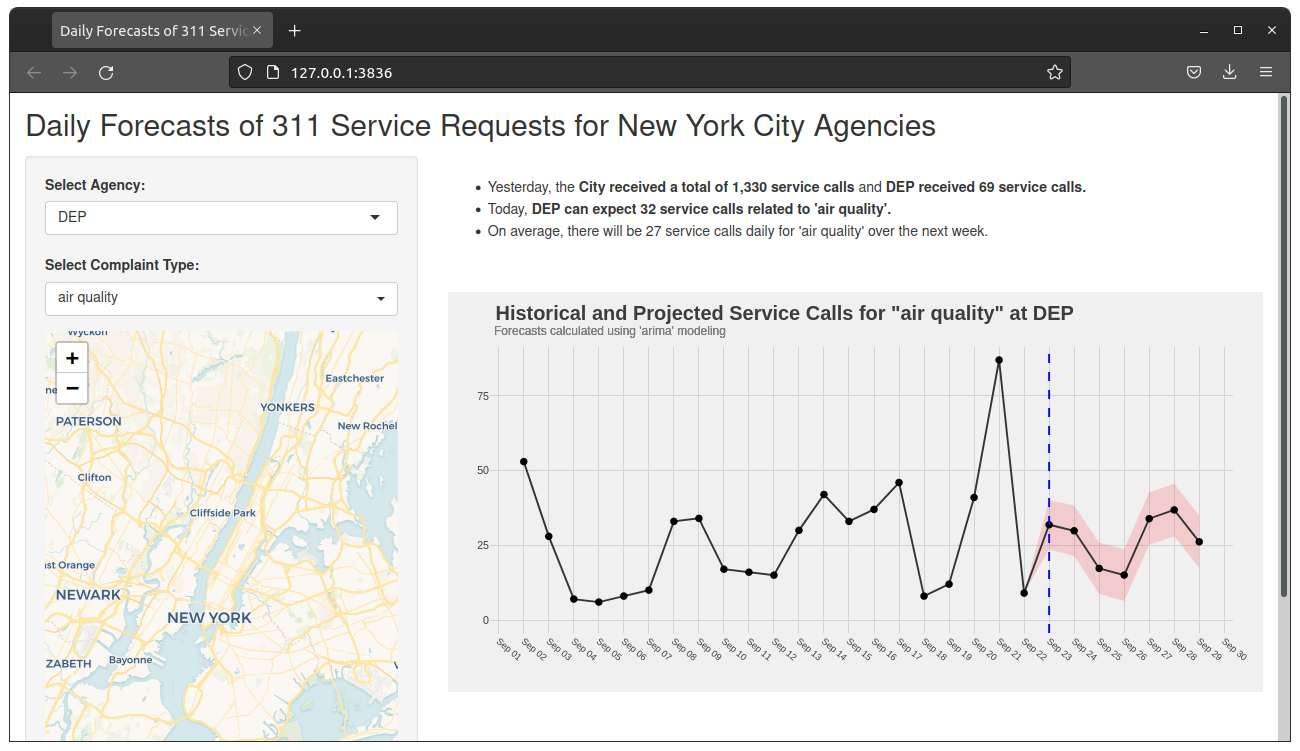 Daily Forecasts of 311 Servic
127.0.0.1:3836
Daily Forecasts of 311 Service Requests for New York City Agencies
Select Agency:
DEP
Select Complaint Type:
air quality
+
−
Eastchester
YONKERS
PATERSON
New Rochel
Clifton
Cliffside Park
st Orange
NEWARK
NEW YORK
ZABETH
Bayonne
• Yesterday, the City received a total of 1,330 service calls and DEP received 69 service calls.
• Today, DEP can expect 32 service calls related to 'air quality'.
• On average, there will be 27 service calls daily for 'air quality' over the next week.
Historical and Projected Service Calls for "air quality" at DEP
Forecasts calculated using 'arima' modeling
75
50
25
0
Sep 01
Sep 02
Sep 03
Sep 04
Sep 05
Sep 06
Sep 07
Sep 08
Sep 09
Sep 10
Sep 11
Sep 12
Sep 13
Sep 14
Sep 15
Sep 16
Sep 17
Sep 18
Sep 19
Sep 20
Sep 21
Sep 22
Sep 23
Sep 24
Sep 25
Sep 26
Sep 27
Sep 28
Sep 29
Sep 30